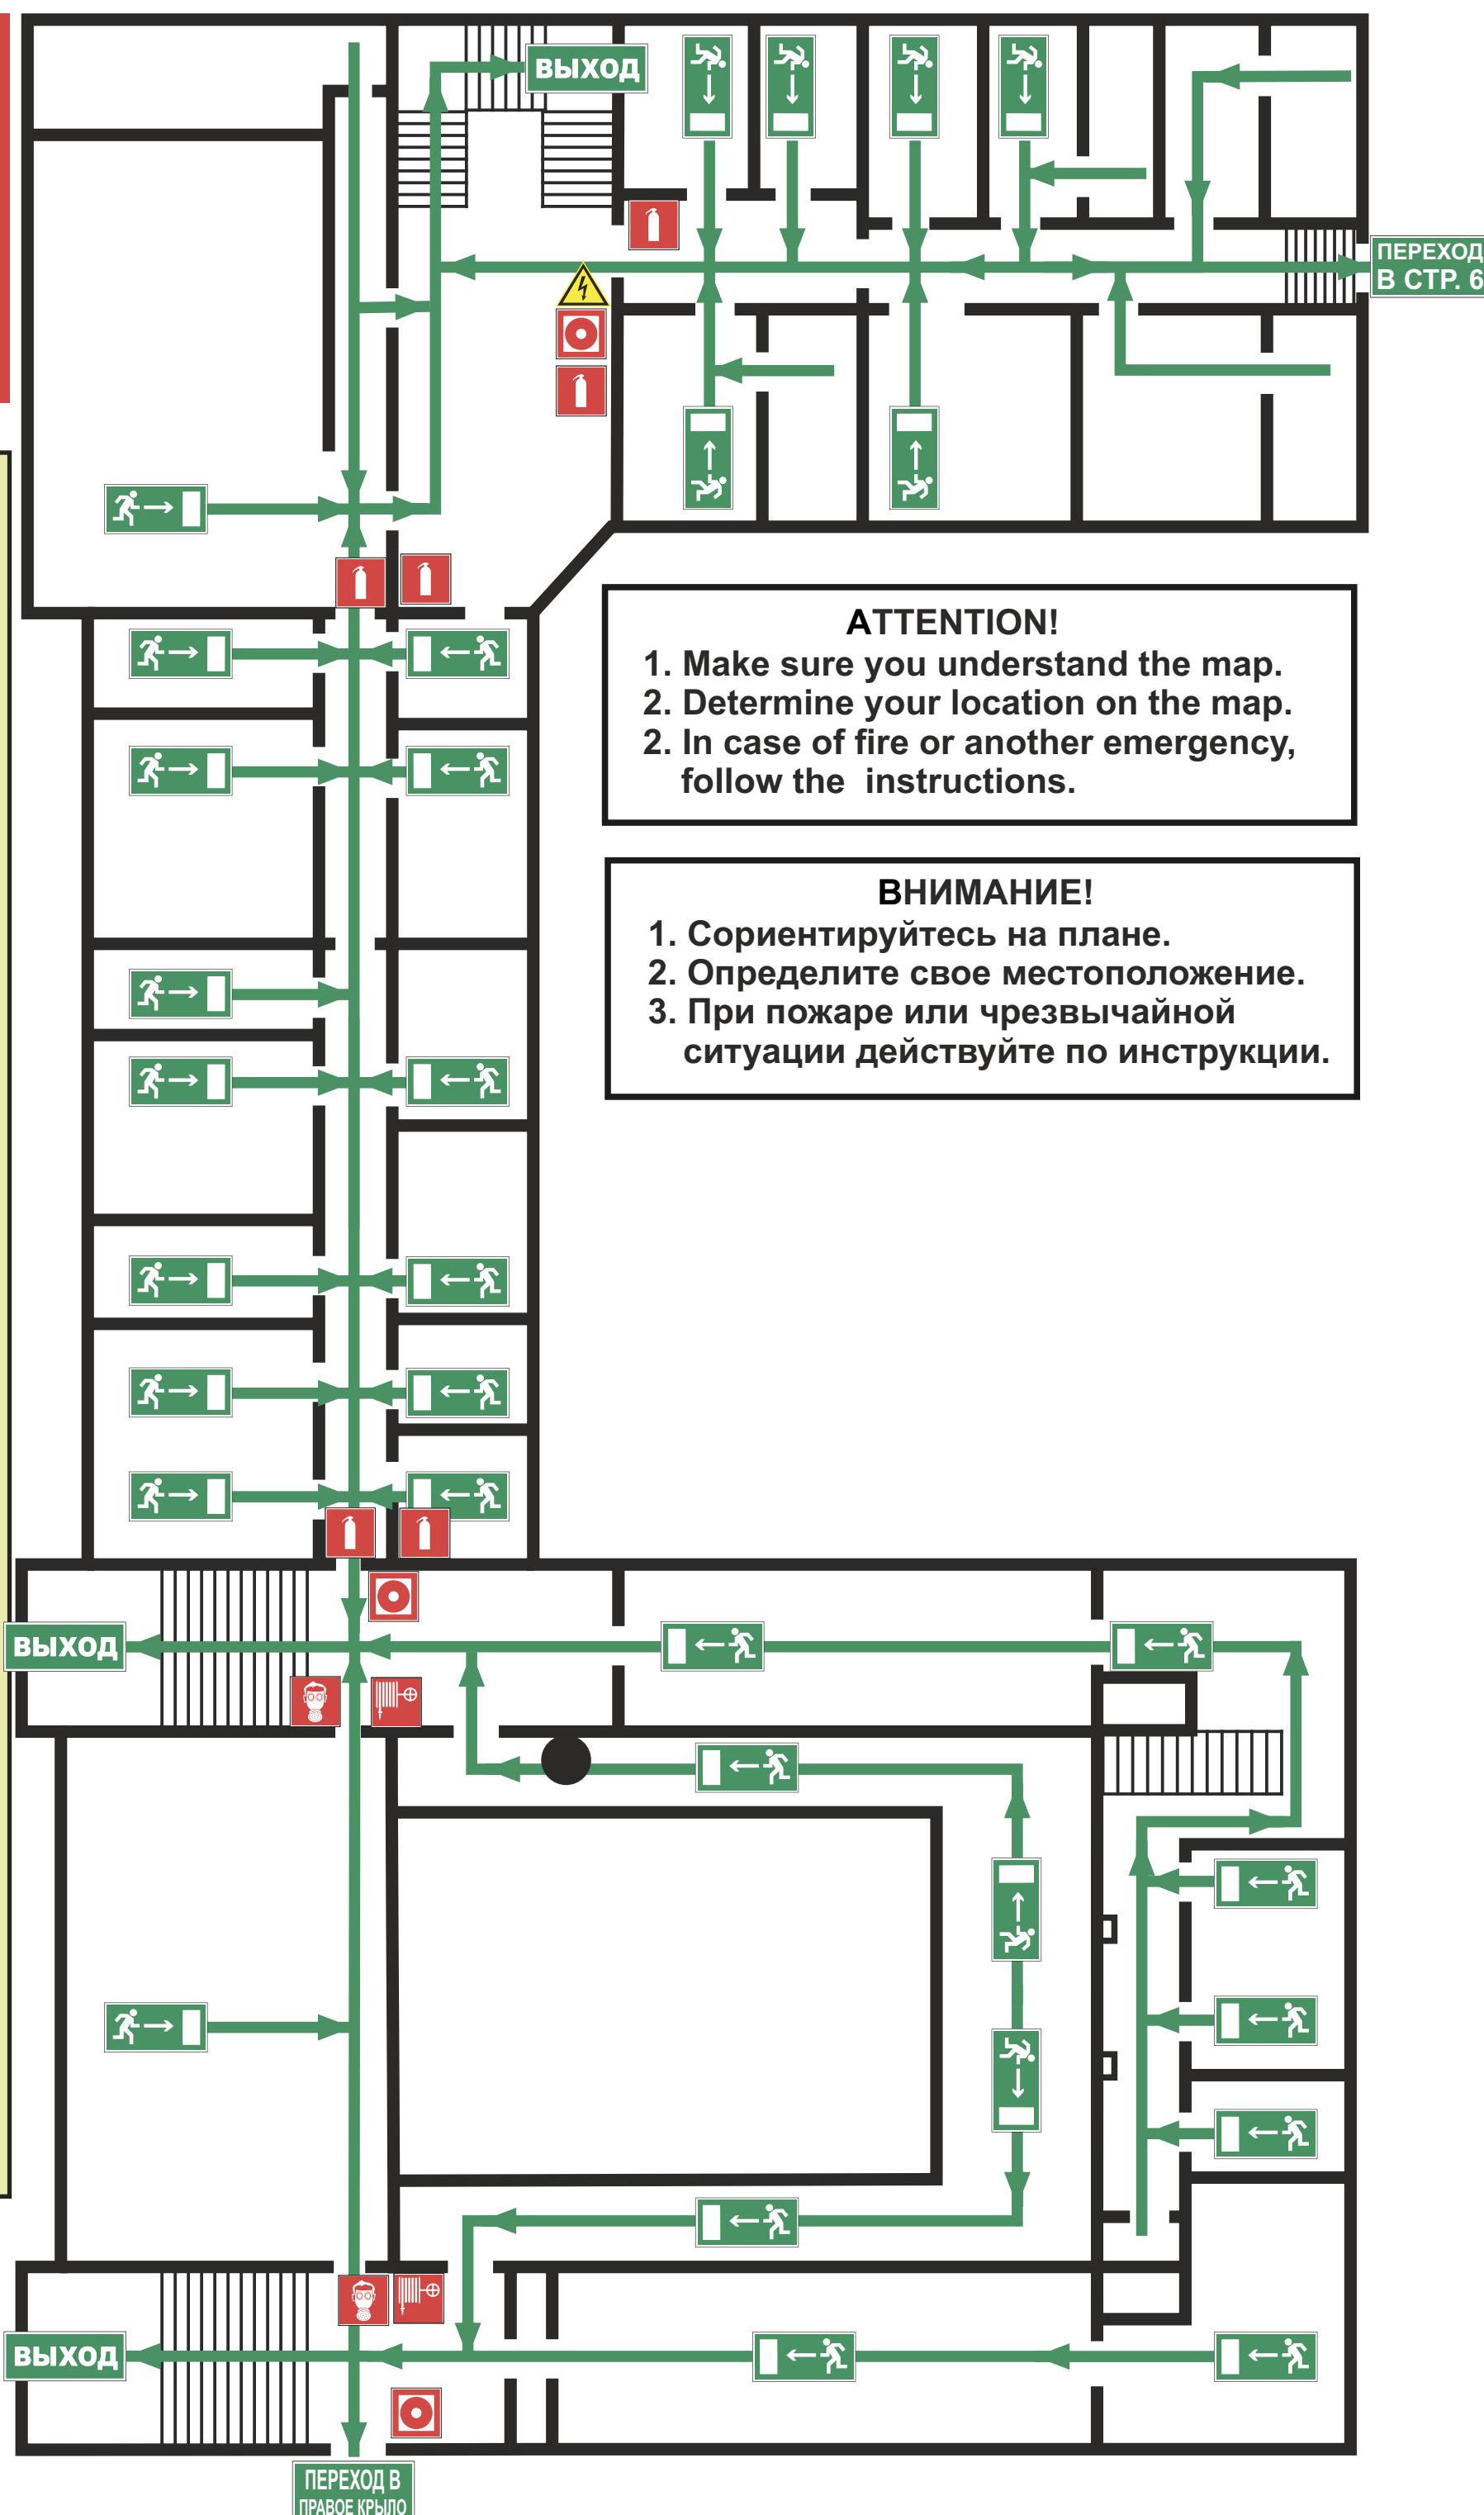 ВЫХОД
ПЕРЕХОД
В СТР. 6
ATTENTION!
1. Make sure you understand the map.
2. Determine your location on the map.
2. In case of fire or another emergency,
follow the  instructions.
ВНИМАНИЕ!
1. Сориентируйтесь на плане.
2. Определите свое местоположение.
3. При пожаре или чрезвычайной
ситуации действуйте по инструкции.
ВЫХОД
ВЫХОД
ПЕРЕХОД В
ПРАВОЕ КРЫЛО